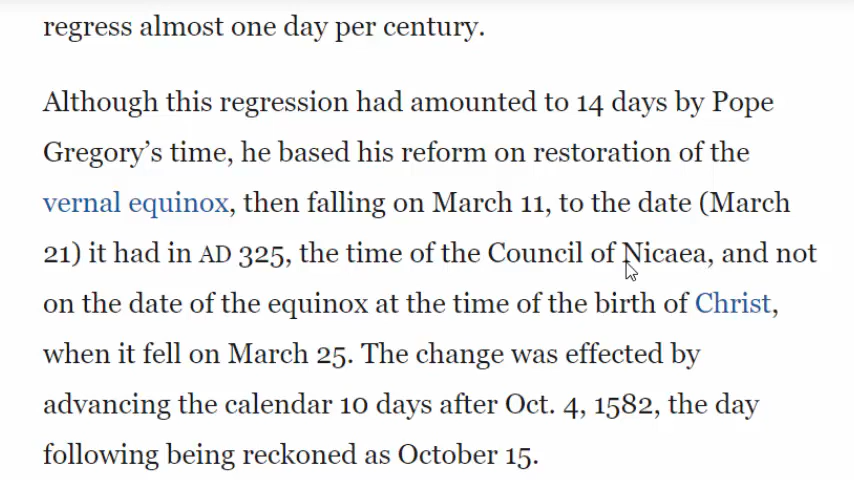 regress almost one day per century.
Although this regression had amounted to 14 days by Pope
Gregory’s time, he based his reform on restoration of the
vernal equinox, then falling on March 11, to the date (March
21) it had in AD 325, the time of the Council of Nicaea, and not
on the date of the equinox at the time of the birth of Christ,
when it fell on March 25. The change was effected by
advancing the calendar 10 days after Oct. 4, 1582, the day
following being reckoned as October 15.